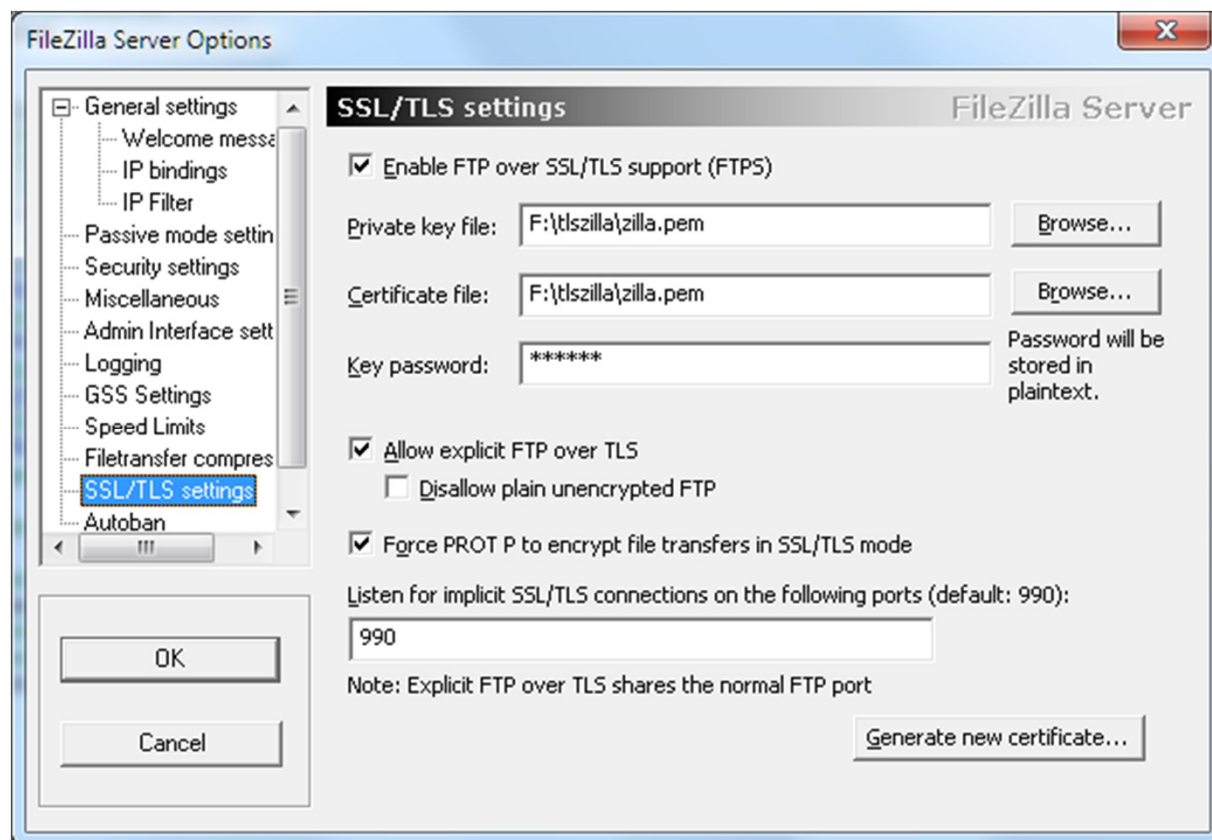 FileZilla Server Options
General settings
Welcome messa
IP bindings
IP Filter
Passive mode settin
Security settings
Miscellaneous
Admin Interface sett
Logging
GSS Settings
Speed Limits
Filetransfer compres
SSL/TLS settings
Autoban
OK
Cancel
SSL/TLS settings FileZilla Server
Enable FTP over SSL/TLS support (FTPS)
Private key file: F:\tlszilla\zilla.pem Browse...
Certificate file: F:\tlszilla\zilla.pem Browse...
Key password: ****** Password will be
stored in
plaintext.
Allow explicit FTP over TLS
Disallow plain unencrypted FTP
Force PROT P to encrypt file transfers in SSL/TLS mode
Listen for implicit SSL/TLS connections on the following ports (default: 990):
990
Note: Explicit FTP over TLS shares the normal FTP port
Generate new certificate...